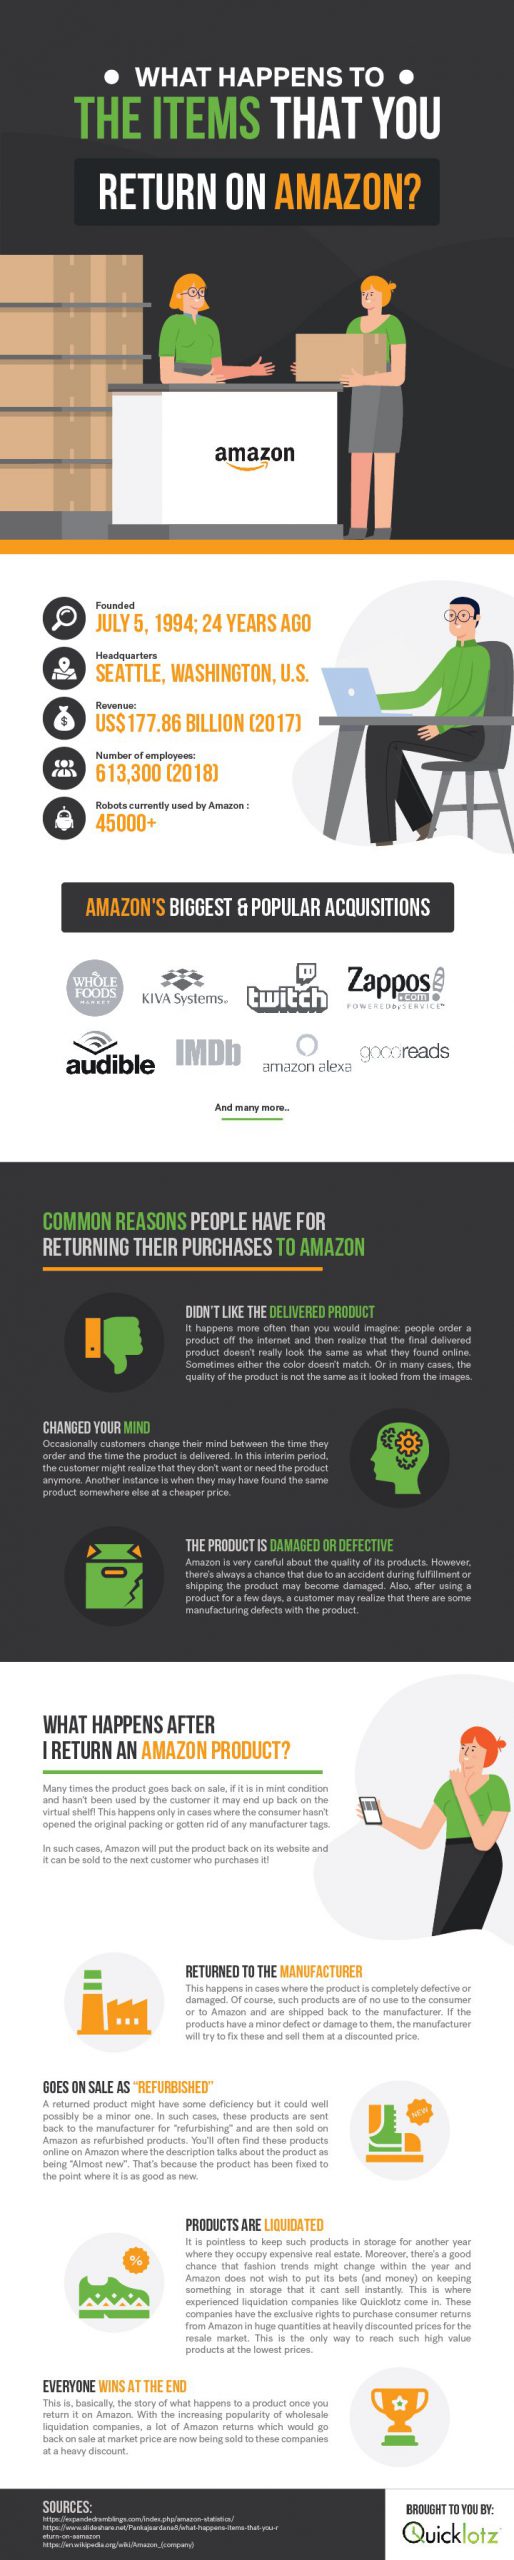 WHAT HAPPENS TO
THE ITEMS THAT YOU
RETURN ON AMAZON?
amazon
Founded
JULY 5, 1994; 24 YEARS AGO
Headquarters
SEATTLE, WASHINGTON, U.S.
Revenue:
US$177.86 BILLION (2017)
Number of employees:
613,300 (2018)
Robots currently used by Amazon :
45000+
AMAZON'S BIGGEST & POPULAR ACQUISITIONS
WHOLE
FOODS
MARKET
KIVA Systems
twitch
Zappos
.com
POWERED by SERVICE™
audible
IMDb
amazon alexa
goodreads
And many more..
COMMON REASONS PEOPLE HAVE FOR
RETURNING THEIR PURCHASES TO AMAZON
DIDN'T LIKE THE DELIVERED PRODUCT
It happens more often than you would imagine: people order a
product off the internet and then realize that the final delivered
product doesn't really look the same as what they found online.
Sometimes either the color doesn't match. Or in many cases, the
quality of the product is not the same as it looked from the images.
CHANGED YOUR MIND
Occasionally customers change their mind between the time they
order and the time the product is delivered. In this interim period,
the customer might realize that they don't want or need the product
anymore. Another instance is when they may have found the same
product somewhere else at a cheaper price.
THE PRODUCT IS DAMAGED OR DEFECTIVE
Amazon is very careful about the quality of its products. However,
there's always a chance that due to an accident during fulfillment or
shipping the product may become damaged. Also, after using a
product for a few days, a customer may realize that there are some
manufacturing defects with the product.
WHAT HAPPENS AFTER
I RETURN AN AMAZON PRODUCT?
Many times the product goes back on sale, if it is in mint condition
and hasn't been used by the customer it may end up back on the
virtual shelf! This happens only in cases where the consumer hasn't
opened the original packing or gotten rid of any manufacturer tags.
In such cases, Amazon will put the product back on its website and
it can be sold to the next customer who purchases it!
RETURNED TO THE MANUFACTURER
This happens in cases where the product is completely defective or
damaged. Of course, such products are of no use to the consumer
or to Amazon and are shipped back to the manufacturer. If the
products have a minor defect or damage to them, the manufacturer
will try to fix these and sell them at a discounted price.
GOES ON SALE AS "REFURBISHED"
A returned product might have some deficiency but it could well
possibly be a minor one. In such cases, these products are sent
back to the manufacturer for "refurbishing" and are then sold on
Amazon as refurbished products. You'll often find these products
online on Amazon where the description talks about the product as
being "Almost new". That's because the product has been fixed to
the point where it is as good as new.
NEW
PRODUCTS ARE LIQUIDATED
It is pointless to keep such products in storage for another year
where they occupy expensive real estate. Moreover, there's a good
chance that fashion trends might change within the year and
Amazon does not wish to put its bets (and money) on keeping
something in storage that it cant sell instantly. This is where
experienced liquidation companies like Quicklotz come in. These
companies have the exclusive rights to purchase consumer returns
from Amazon in huge quantities at heavily discounted prices for the
resale market. This is the only way to reach such high value
products at the lowest prices.
%
EVERYONE WINS AT THE END
This is, basically, the story of what happens to a product once you
return it on Amazon. With the increasing popularity of wholesale
liquidation companies, a lot of Amazon returns which would go
back on sale at market price are now being sold to these companies
at a heavy discount.
SOURCES:
https://expandedramblings.com/index.php/amazon-statistics/
https://www.slideshare.net/Pankajsardana8/what-happens-items-you-r
eturn-on-aamazon
https://en.wikipedia.org/wiki/Amazon_(company)
BROUGHT TO YOU BY:
Quicklotz